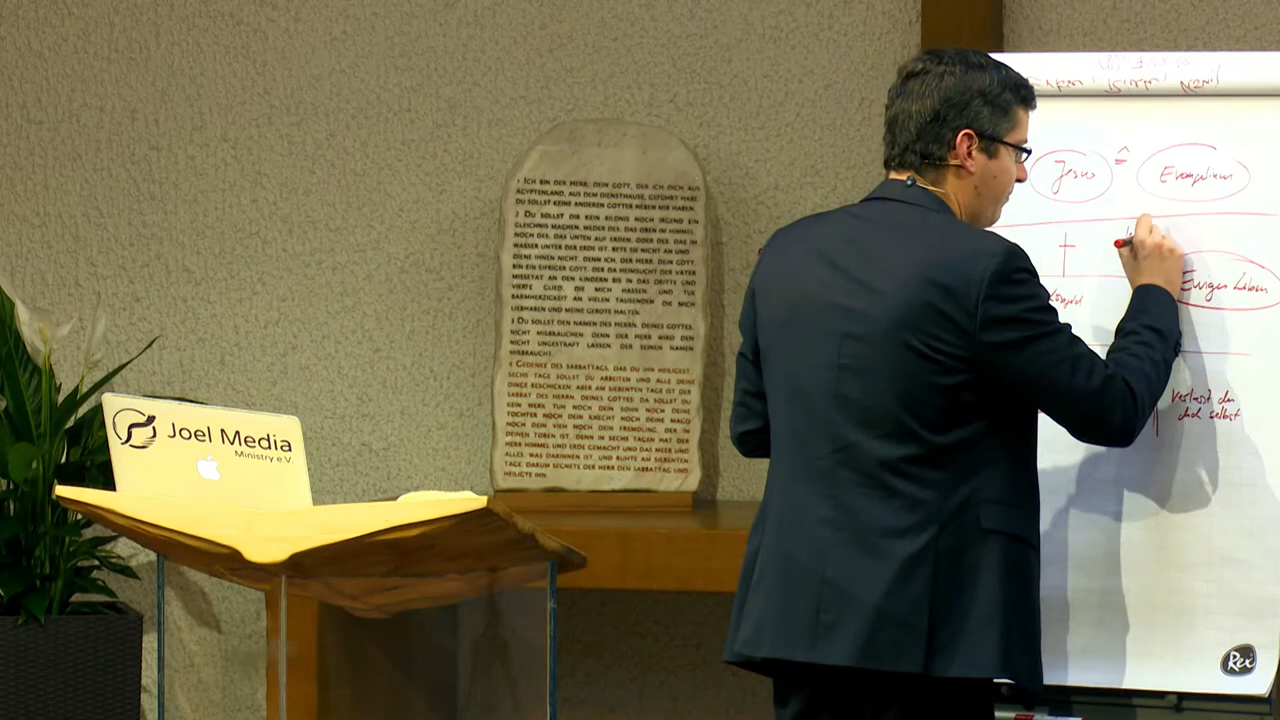 Jesus ≙ Evangelium
Ewiges Leben
verleugne dich selbst
1 ICH BIN DER HERR, DEIN GOTT, DER ICH DICH AUS
ÄGYPTENLAND, AUS DEM DIENSTHAUSE, GEFÜHRT HABE.
DU SOLLST KEINE ANDEREN GÖTTER NEBEN MIR HABEN.
2 DU SOLLST DIR KEIN BILDNIS NOCH IRGEND EIN
GLEICHNIS MACHEN, WEDER DES, DAS OBEN IM HIMMEL,
NOCH DES, DAS UNTEN AUF ERDEN, ODER DES, DAS IM
WASSER UNTER DER ERDE IST. BETE SIE NICHT AN UND
DIENE IHNEN NICHT. DENN ICH, DER HERR, DEIN GOTT,
BIN EIN EIFRIGER GOTT, DER DA HEIMSUCHT DER VÄTER
MISSETAT AN DEN KINDERN BIS IN DAS DRITTE UND
VIERTE GLIED, DIE MICH HASSEN; UND TUE
BARMHERZIGKEIT AN VIELEN TAUSENDEN DIE MICH
LIEBHABEN UND MEINE GEBOTE HALTEN.
3 DU SOLLST DEN NAMEN DES HERRN, DEINES GOTTES,
NICHT MIßBRAUCHEN; DENN DER HERR WIRD DEN
NICHT UNGESTRAFT LASSEN, DER SEINEN NAMEN
MIßBRAUCHT.
4 GEDENKE DES SABBATTAGS, DAß DU IHN HEILIGEST.
SECHS TAGE SOLLST DU ARBEITEN UND ALLE DEINE
DINGE BESCHICKEN; ABER AM SIEBENTEN TAGE IST DER
SABBAT DES HERRN, DEINES GOTTES; DA SOLLST DU
KEIN WERK TUN NOCH DEIN SOHN NOCH DEINE
TOCHTER NOCH DEIN KNECHT NOCH DEINE MAGD
NOCH DEIN VIEH NOCH DEIN FREMDLING, DER IN
DEINEN TOREN IST. DENN IN SECHS TAGEN HAT DER
HERR HIMMEL UND ERDE GEMACHT UND DAS MEER UND
ALLES, WAS DARINNEN IST, UND RUHTE AM SIEBENTEN
TAGE. DARUM SEGNETE DER HERR DEN SABBATTAG UND
HEILIGTE IHN.
Joel Media
Ministry e.V.
Rex